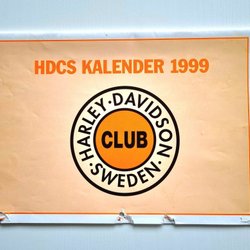 HDCS KALENDER 1999
HARLEY·DAVIDSON·
CLUB
·SWEDEN·